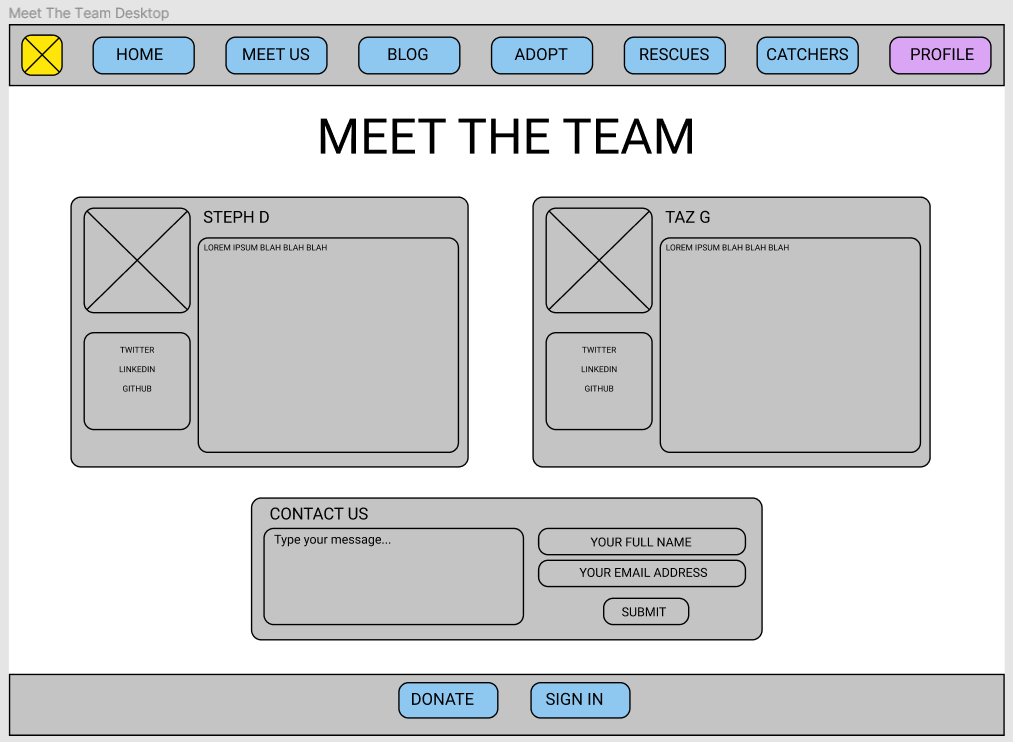 Meet The Team Desktop
HOME MEET US BLOG ADOPT RESCUES CATCHERS PROFILE
MEET THE TEAM
STEPH D
LOREM IPSUM BLAH BLAH BLAH
TWITTER
LINKEDIN
GITHUB
TAZ G
LOREM IPSUM BLAH BLAH BLAH
TWITTER
LINKEDIN
GITHUB
CONTACT US
Type your message...
YOUR FULL NAME
YOUR EMAIL ADDRESS
SUBMIT
DONATE SIGN IN